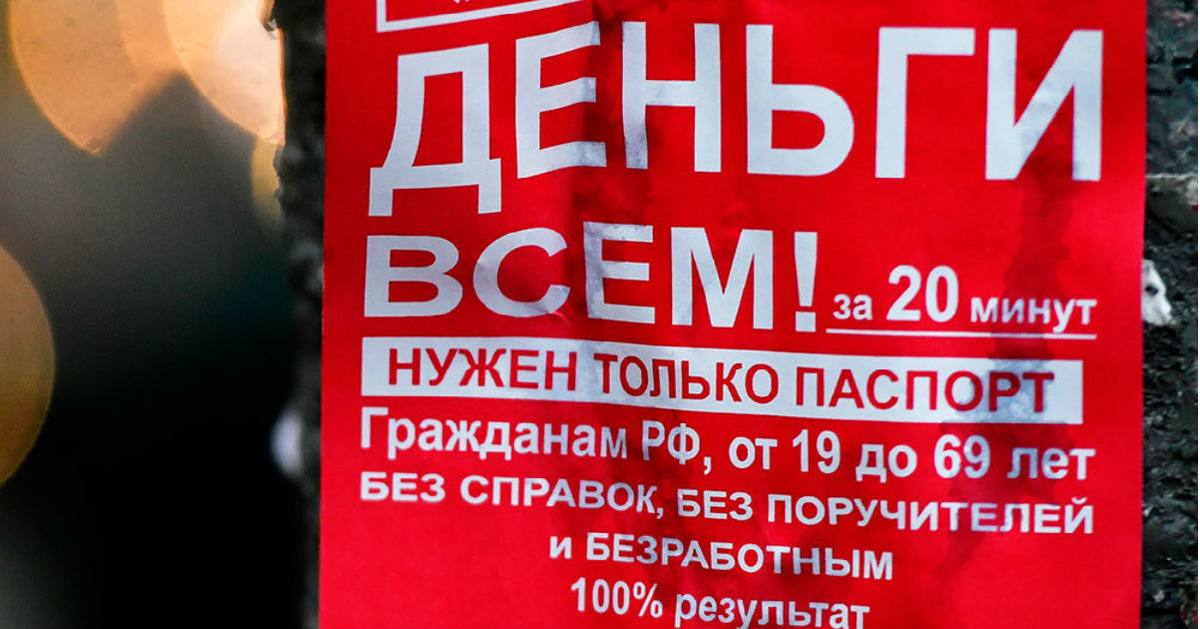 ДЕНЬГИ
ВСЕМ! за 20 минут
НУЖЕН ТОЛЬКО ПАСПОРТ
Гражданам РФ, от 19 до 69 лет
БЕЗ СПРАВОК, БЕЗ ПОРУЧИТЕЛЕЙ
и БЕЗРАБОТНЫМ
100% результат